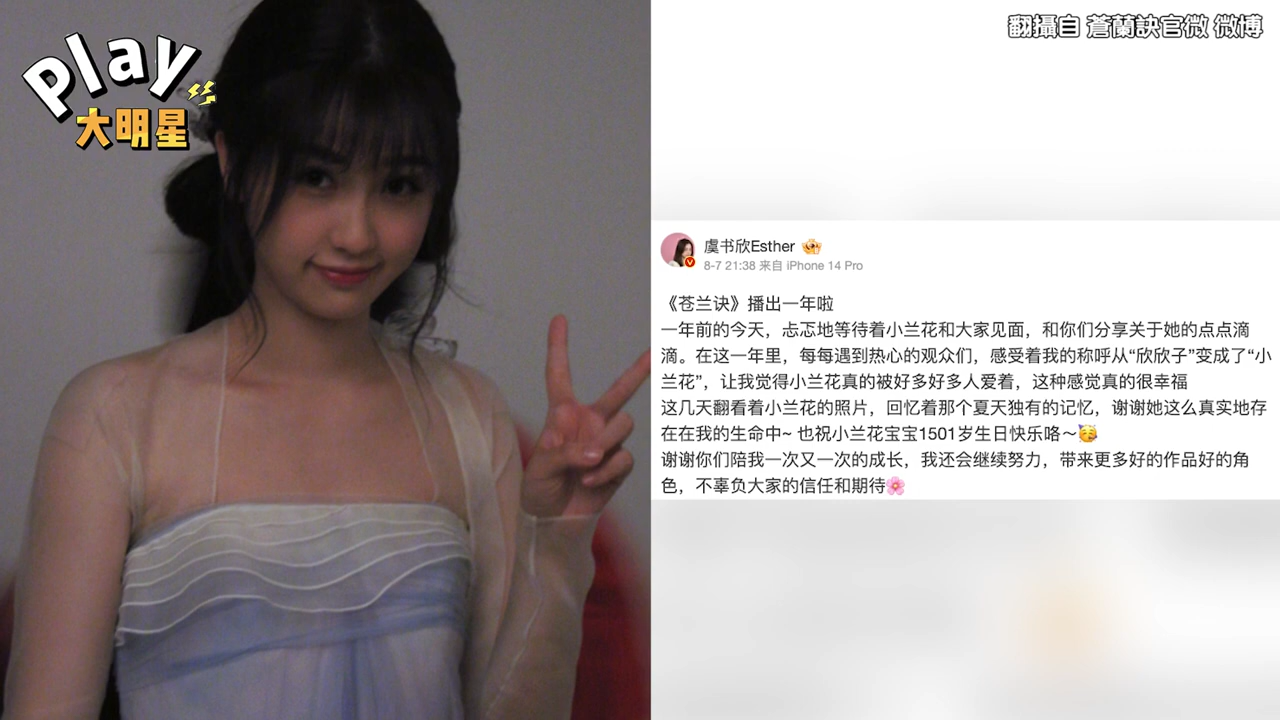 Play
大明星
翻攝自 蒼蘭訣官微 微博
虞书欣Esther
8-7 21:38 来自 iPhone 14 Pro
《苍兰诀》播出一年啦
一年前的今天，忐忑地等待着小兰花和大家见面，和你们分享关于她的点点滴
滴。在这一年里，每每遇到热心的观众们，感受着我的称呼从“欣欣子”变成了“小
兰花”，让我觉得小兰花真的被好多好多人爱着，这种感觉真的很幸福
这几天翻看着小兰花的照片，回忆着那个夏天独有的记忆，谢谢她这么真实地存
在在我的生命中~ 也祝小兰花宝宝1501岁生日快乐咯～🥳
谢谢你们陪我一次又一次的成长，我还会继续努力，带来更多好的作品好的角
色，不辜负大家的信任和期待🌸